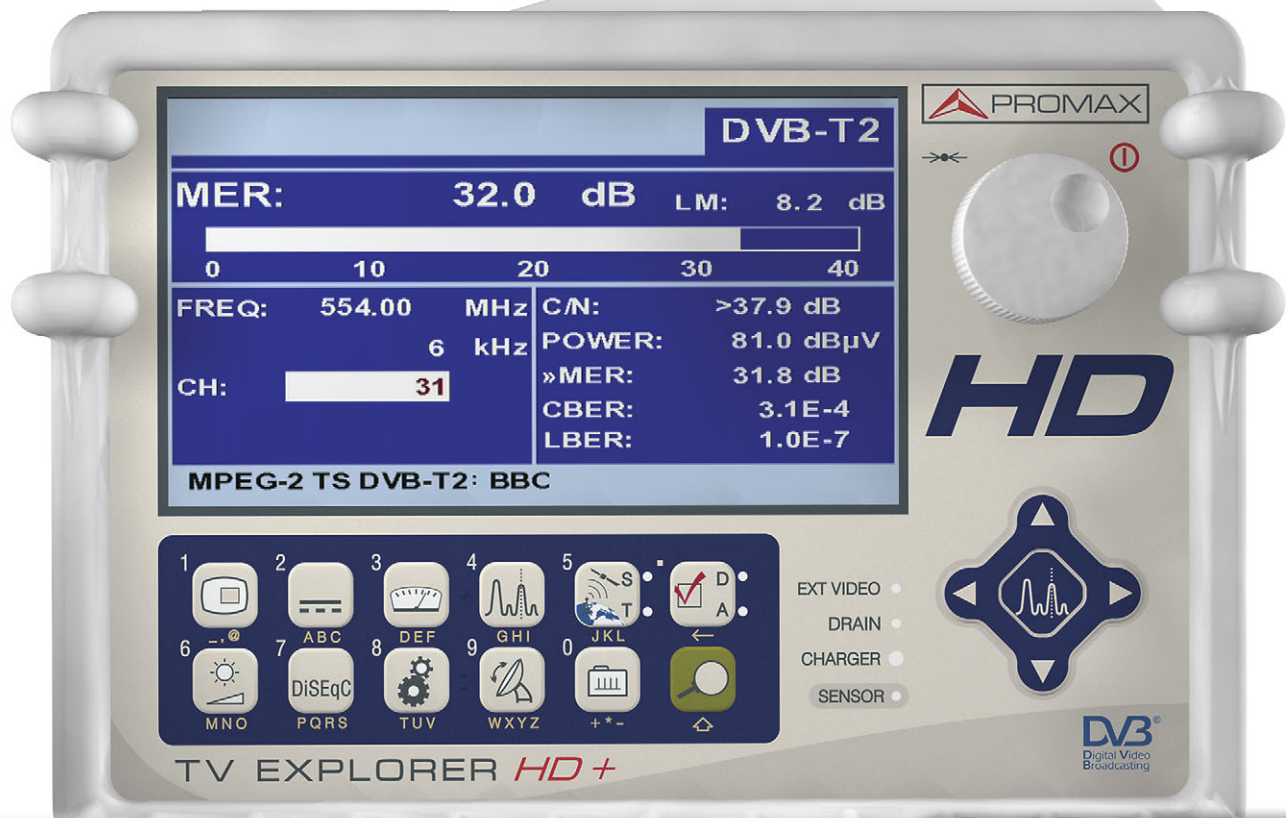 PROMAX
DVB-T2
MER: 32.0 dB LM: 8.2 dB
0 10 20 30 40
FREQ: 554.00 MHz
6 kHz
CH: 31
C/N: >37.9 dB
POWER: 81.0 dBµV
»MER: 31.8 dB
CBER: 3.1E-4
LBER: 1.0E-7
MPEG-2 TS DVB-T2: BBC
HD
1 2 3 4 5
S D
T A
_,@ ABC DEF GHI JKL ←
6 7 8 9 0
DiSEqC
MNO PQRS TUV WXYZ +*-
EXT VIDEO
DRAIN
CHARGER
SENSOR
TV EXPLORER HD+
DVB®
Digital Video
Broadcasting